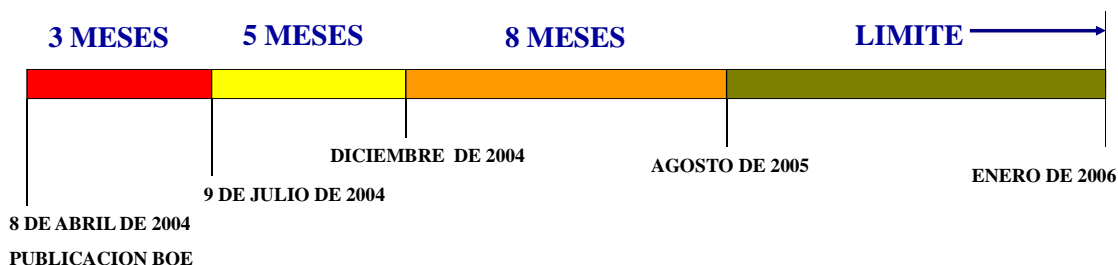 3 MESES
5 MESES
8 MESES
LIMITE
DICIEMBRE DE 2004
AGOSTO DE 2005
ENERO DE 2006
9 DE JULIO DE 2004
8 DE ABRIL DE 2004
PUBLICACION BOE